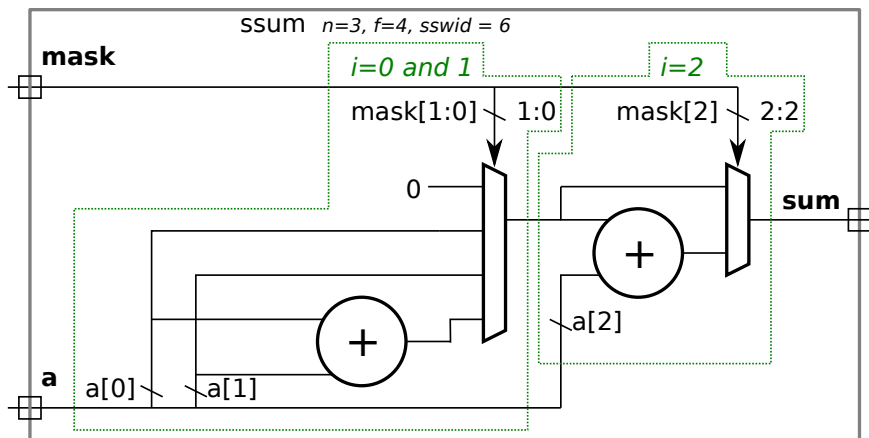 ssum n=3, f=4, sswid = 6
mask
i=0 and 1
i=2
mask[1:0] 1:0
mask[2] 2:2
0
sum
+
+
a[2]
a
a[0]
a[1]